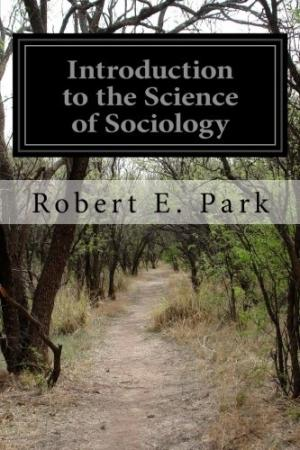 Introduction
to the Science
of Sociology
Robert E. Park